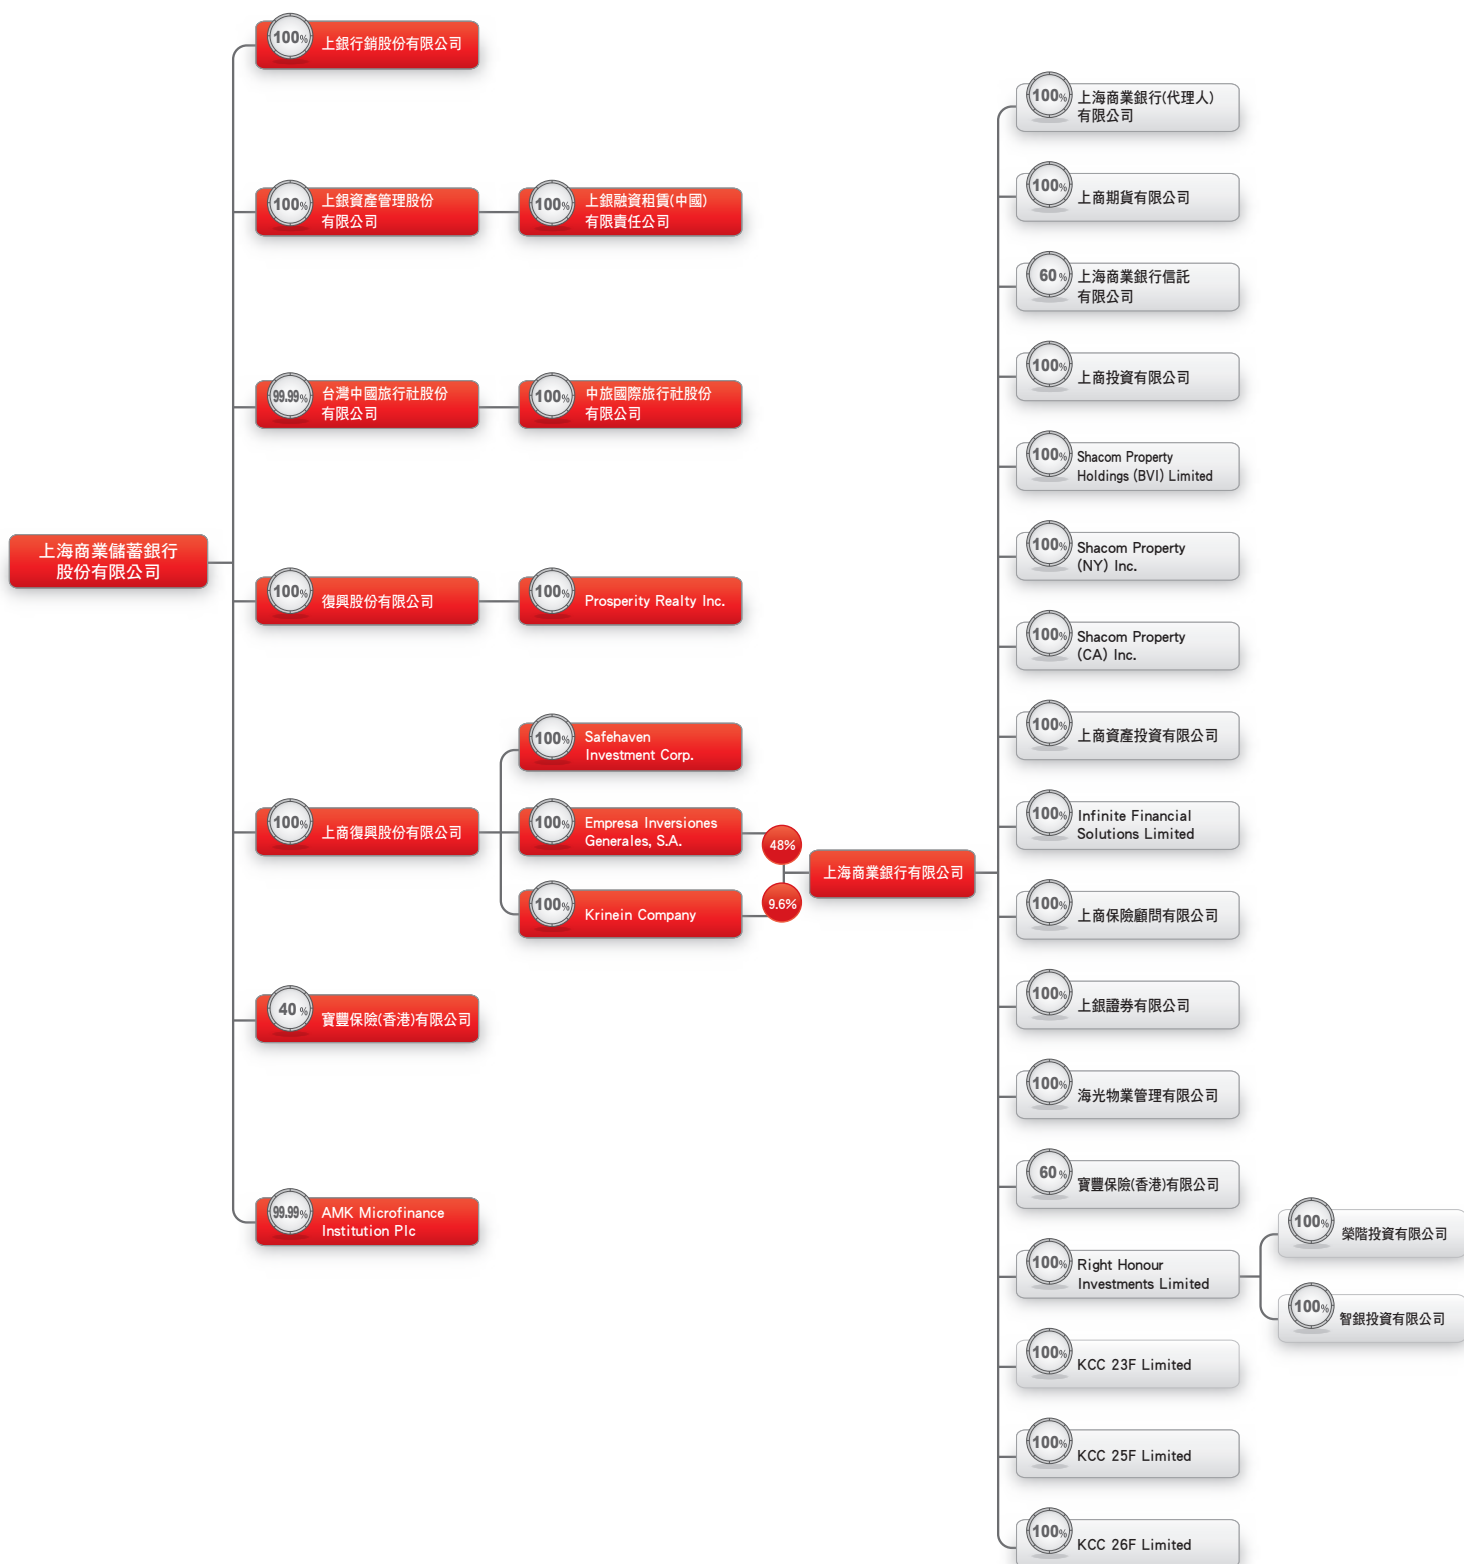 100%
上銀行銷股份有限公司
100%
上銀資產管理股份
有限公司
100%
上銀融資租賃(中國)
有限責任公司
99.99%
台灣中國旅行社股份
有限公司
100%
中旅國際旅行社股份
有限公司
上海商業儲蓄銀行
股份有限公司
100%
復興股份有限公司
100%
Prosperity Realty Inc.
100%
上商復興股份有限公司
100%
Safehaven
Investment Corp.
100%
Empresa Inversiones
Generales, S.A.
100%
Krinein Company
48%
9.6%
上海商業銀行有限公司
40%
寶豐保險(香港)有限公司
99.99%
AMK Microfinance
Institution Plc
100%
上海商業銀行(代理人)
有限公司
100%
上商期貨有限公司
60%
上海商業銀行信託
有限公司
100%
上商投資有限公司
100%
Shacom Property
Holdings (BVI) Limited
100%
Shacom Property
(NY) Inc.
100%
Shacom Property
(CA) Inc.
100%
上商資產投資有限公司
100%
Infinite Financial
Solutions Limited
100%
上商保險顧問有限公司
100%
上銀證券有限公司
100%
海光物業管理有限公司
60%
寶豐保險(香港)有限公司
100%
Right Honour
Investments Limited
100%
榮階投資有限公司
100%
智銀投資有限公司
100%
KCC 23F Limited
100%
KCC 25F Limited
100%
KCC 26F Limited